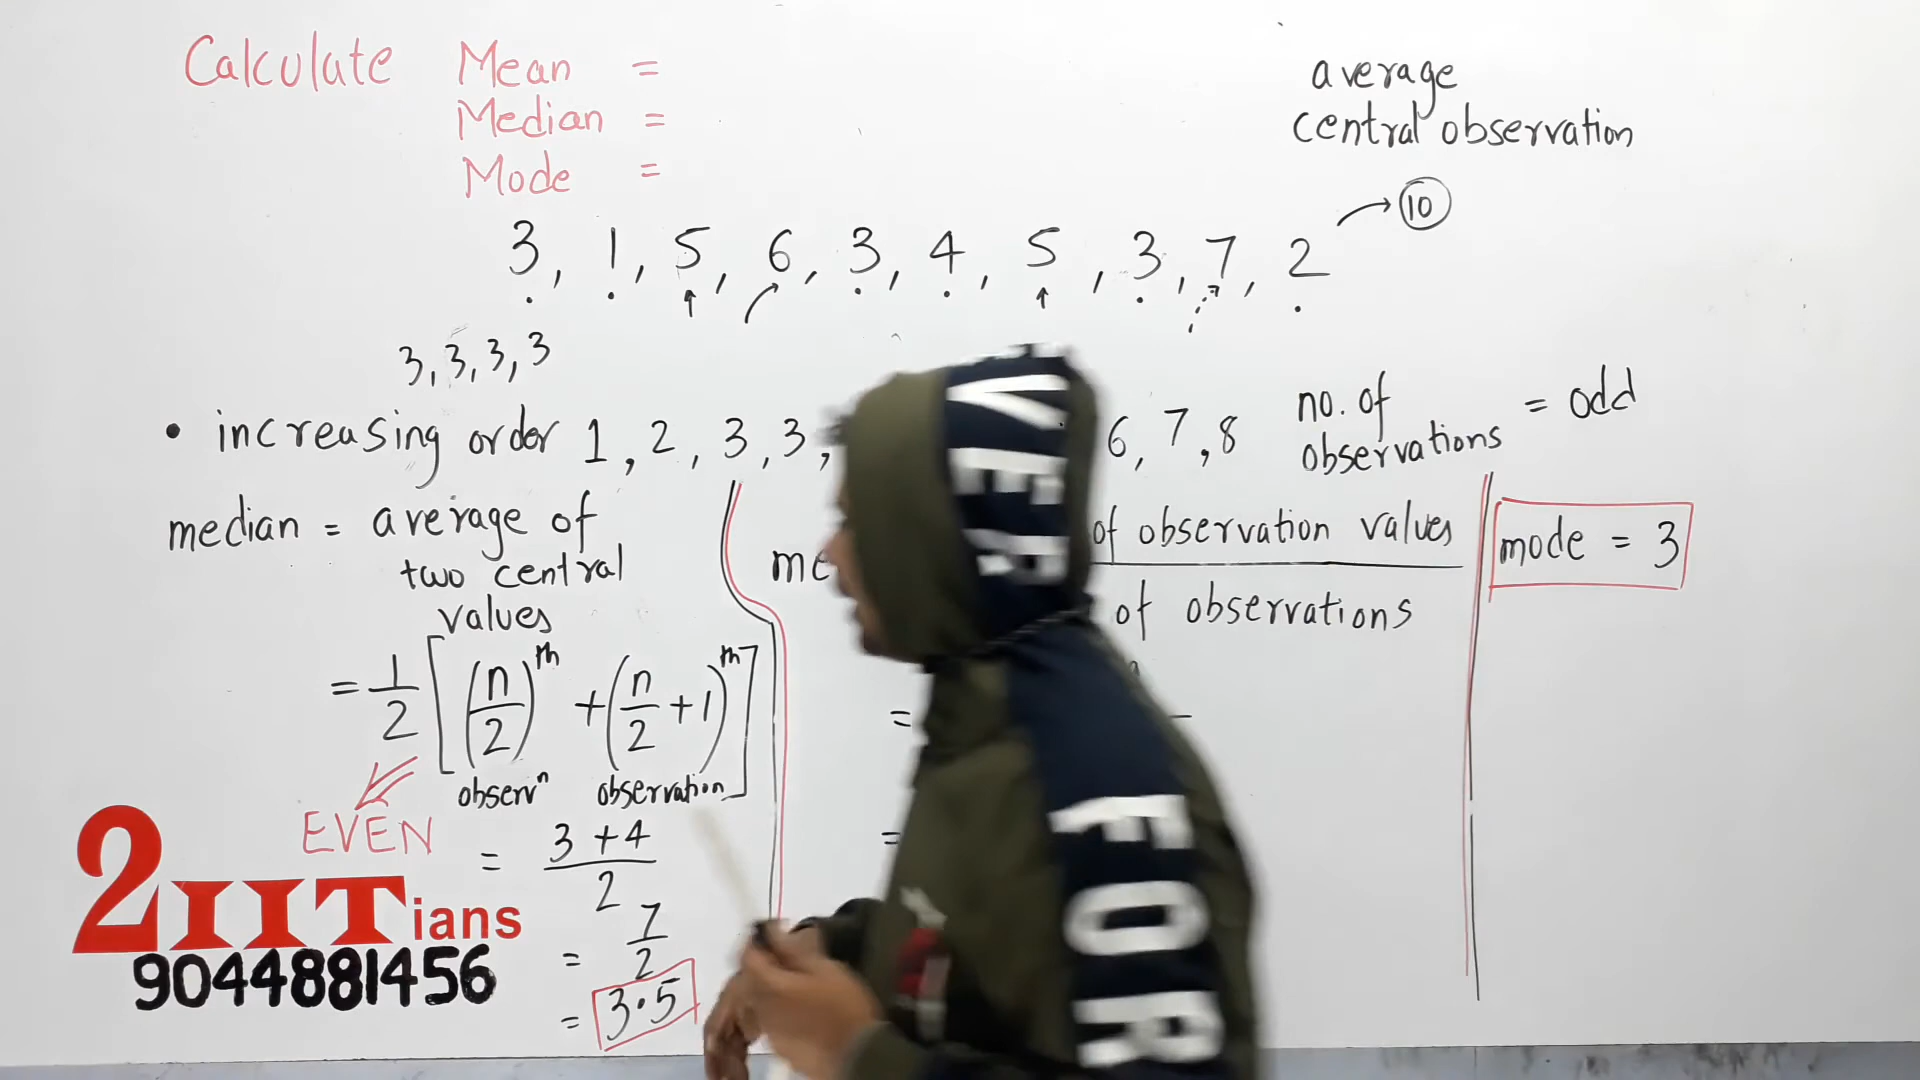 Calculate Mean =
Median =
Mode =
average
central observation
3, 1, 5, 6, 3, 4, 5, 3, 7, 2 → 10
3, 3, 3, 3
• increasing order 1, 2, 3, 3, 6, 7, 8
no. of observations = odd
median = average of
two central
values
= 1/2 [(n/2)th observn + (n/2 + 1)th observation]
EVEN
= 3+4/2
= 7/2
= 3.5
of observation values
of observations
=
=
mode = 3
2IITians
9044881456
VER
FOR